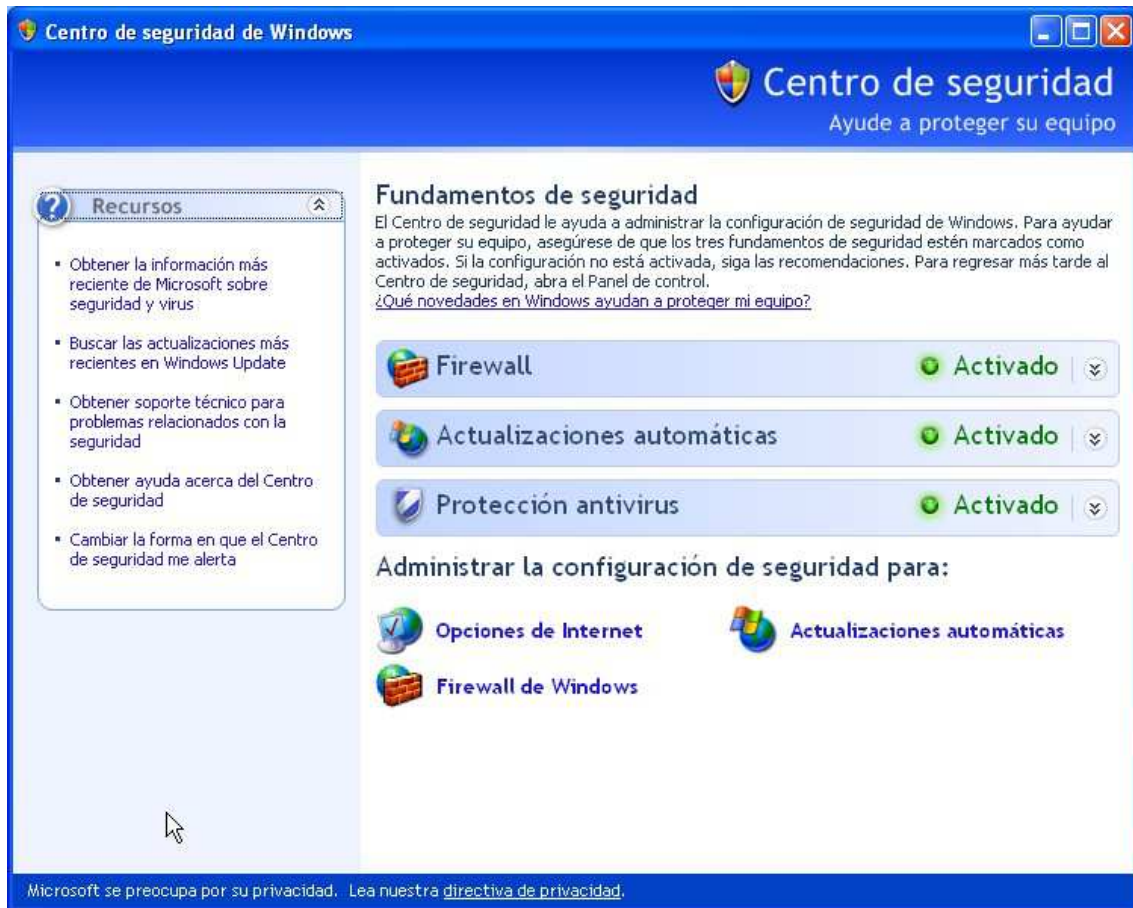 Centro de seguridad de Windows
Centro de seguridad
Ayude a proteger su equipo
Recursos
Obtener la información más
reciente de Microsoft sobre
seguridad y virus
Buscar las actualizaciones más
recientes en Windows Update
Obtener soporte técnico para
problemas relacionados con la
seguridad
Obtener ayuda acerca del Centro
de seguridad
Cambiar la forma en que el Centro
de seguridad me alerta
Fundamentos de seguridad
El Centro de seguridad le ayuda a administrar la configuración de seguridad de Windows. Para ayudar
a proteger su equipo, asegúrese de que los tres fundamentos de seguridad estén marcados como
activados. Si la configuración no está activada, siga las recomendaciones. Para regresar más tarde al
Centro de seguridad, abra el Panel de control.
¿Qué novedades en Windows ayudan a proteger mi equipo?
Firewall Activado
Actualizaciones automáticas Activado
Protección antivirus Activado
Administrar la configuración de seguridad para:
Opciones de Internet Actualizaciones automáticas
Firewall de Windows
Microsoft se preocupa por su privacidad. Lea nuestra directiva de privacidad.